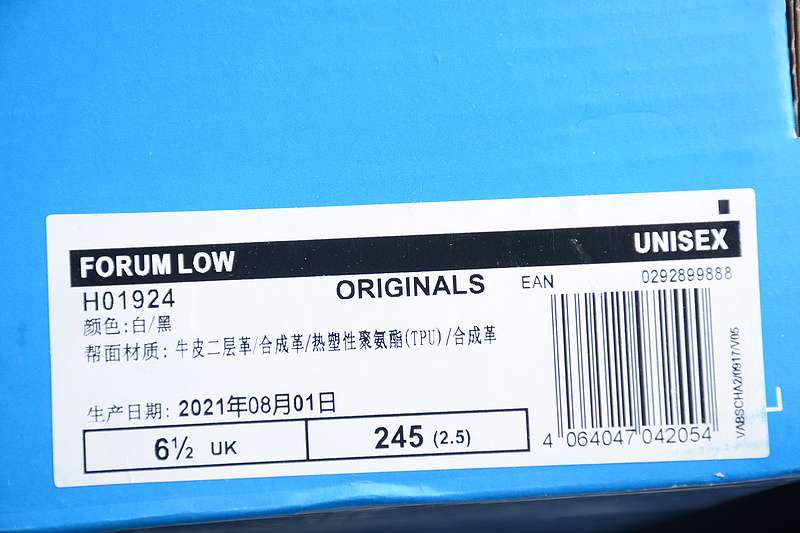 FORUM LOW UNISEX
H01924 ORIGINALS EAN 0292899888
颜色:白/黑
帮面材质: 牛皮二层革/合成革/热塑性聚氨酯(TPU)/合成革
生产日期: 2021年08月01日
6½ UK 245 (2.5)
4 064047 042054
VABSCHA2/0917/V05